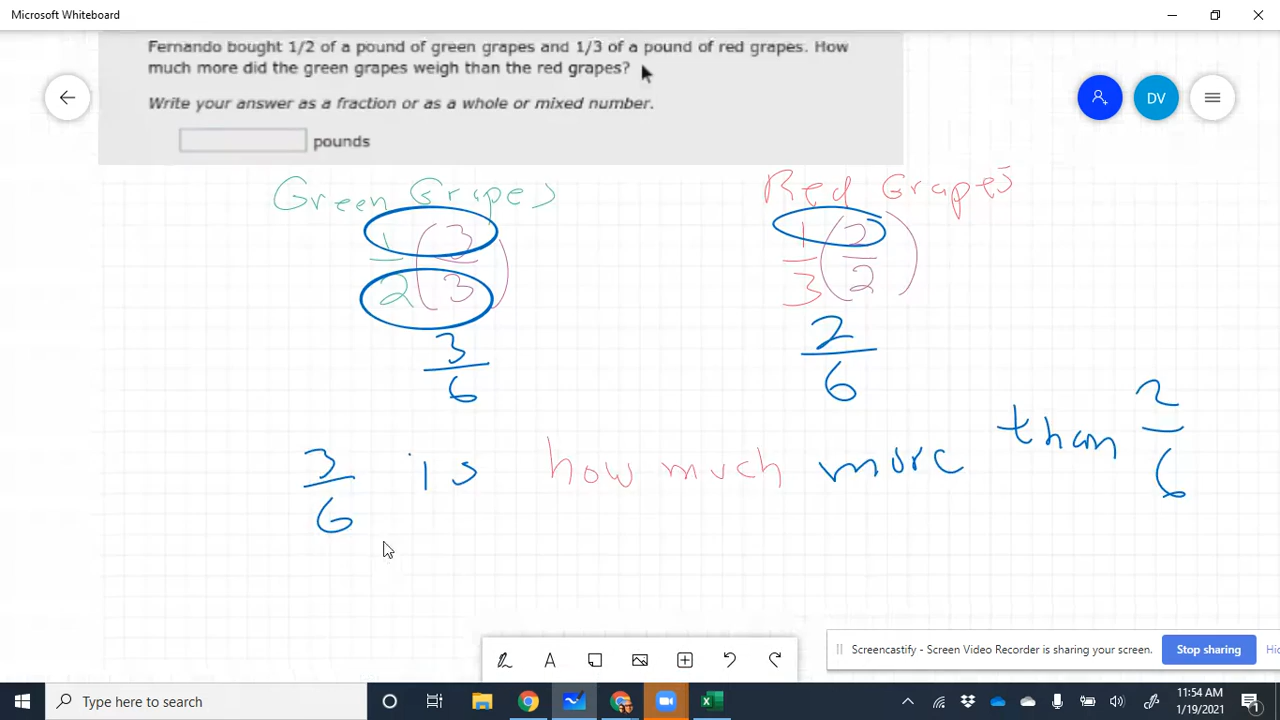 Microsoft Whiteboard
Fernando bought 1/2 of a pound of green grapes and 1/3 of a pound of red grapes. How
much more did the green grapes weigh than the red grapes?
Write your answer as a fraction or as a whole or mixed number.
pounds
DV
Green Grapes
Red Grapes
1/2 (3/3)
1/3 (2/2)
3/6
2/6
3/6 is how much more than 2/6
Screencastify - Screen Video Recorder is sharing your screen.
Stop sharing
Hid
Type here to search
11:54 AM
1/19/2021
1